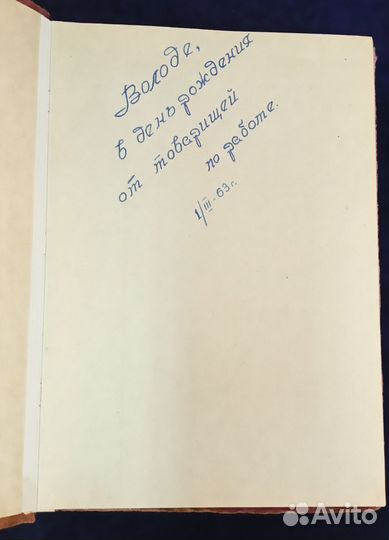 Володе,
в день рождения
от товарищей
по работе.
1/III-63г.
Avito